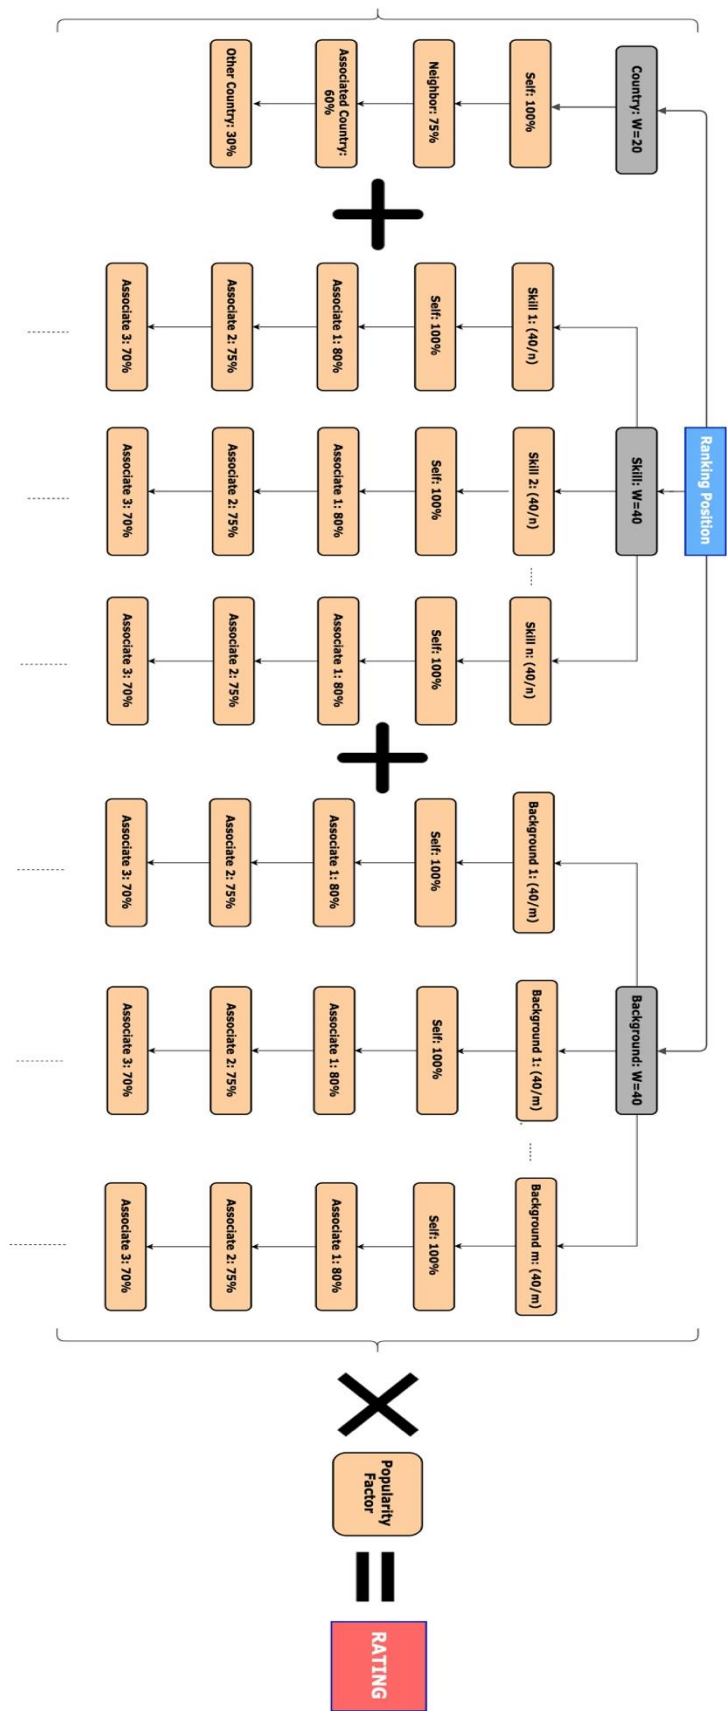 Ranking Position
Country: W=20
Self: 100%
Neighbor: 75%
Associated Country:
60%
Other Country: 30%
+
Skill: W=40
Skill 1: (40/n)
Self: 100%
Associate 1: 80%
Associate 2: 75%
Associate 3: 70%
Skill 2: (40/n)
Self: 100%
Associate 1: 80%
Associate 2: 75%
Associate 3: 70%
Skill n: (40/n)
Self: 100%
Associate 1: 80%
Associate 2: 75%
Associate 3: 70%
+
Background: W=40
Background 1: (40/m)
Self: 100%
Associate 1: 80%
Associate 2: 75%
Associate 3: 70%
Background 1: (40/m)
Self: 100%
Associate 1: 80%
Associate 2: 75%
Associate 3: 70%
Background m: (40/m)
Self: 100%
Associate 1: 80%
Associate 2: 75%
Associate 3: 70%
X
Popularity
Factor
=
RATING